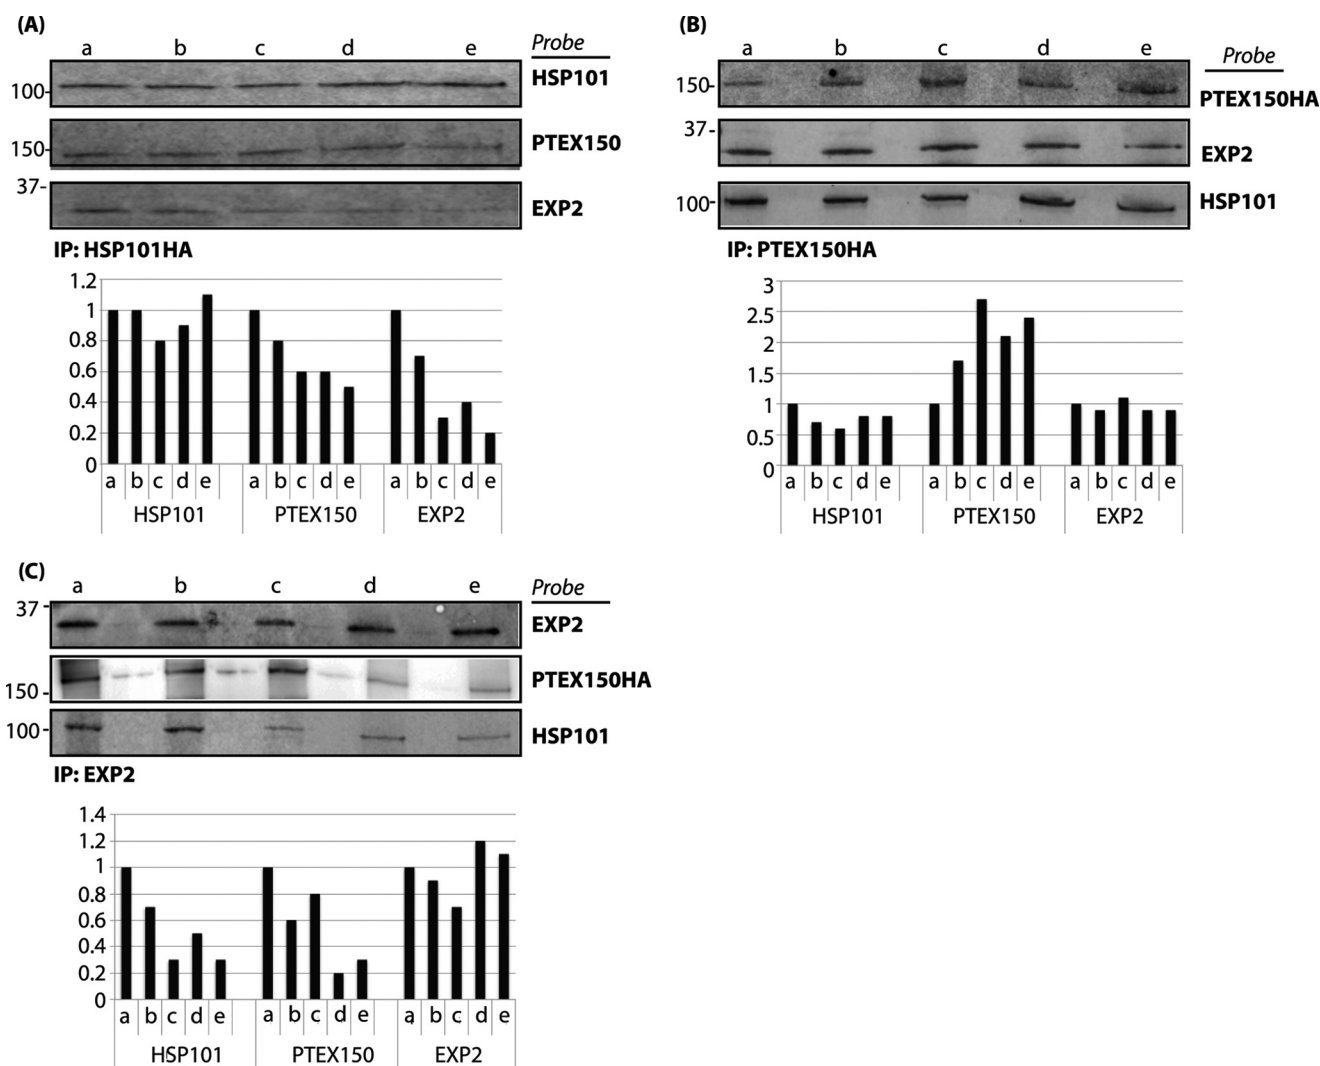 (A)
a b c d e Probe
100- HSP101
150- PTEX150
37- EXP2
IP: HSP101HA
1.2
1
0.8
0.6
0.4
0.2
0
a b c d e a b c d e a b c d e
HSP101 PTEX150 EXP2
(B)
a b c d e Probe
150- PTEX150HA
37- EXP2
100- HSP101
IP: PTEX150HA
3
2.5
2
1.5
1
0.5
0
a b c d e a b c d e a b c d e
HSP101 PTEX150 EXP2
(C)
a b c d e Probe
37- EXP2
150- PTEX150HA
100- HSP101
IP: EXP2
1.4
1.2
1
0.8
0.6
0.4
0.2
0
a b c d e a b c d e a b c d e
HSP101 PTEX150 EXP2